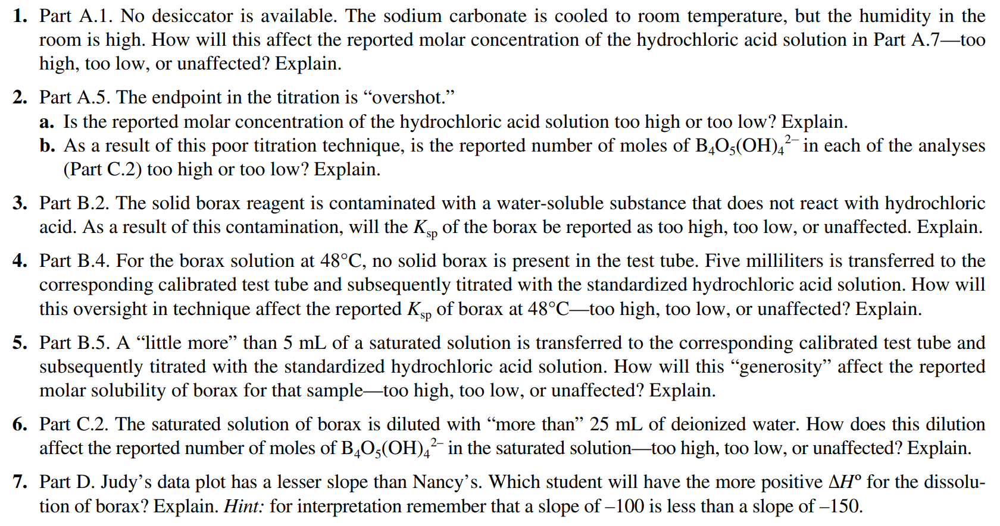 1. Part A.1. No desiccator is available. The sodium carbonate is cooled to room temperature, but the humidity in the
room is high. How will this affect the reported molar concentration of the hydrochloric acid solution in Part A.7—too
high, too low, or unaffected? Explain.
2. Part A.5. The endpoint in the titration is “overshot.”
a. Is the reported molar concentration of the hydrochloric acid solution too high or too low? Explain.
b. As a result of this poor titration technique, is the reported number of moles of B₄O₅(OH)₄²⁻ in each of the analyses
(Part C.2) too high or too low? Explain.
3. Part B.2. The solid borax reagent is contaminated with a water-soluble substance that does not react with hydrochloric
acid. As a result of this contamination, will the Ksp of the borax be reported as too high, too low, or unaffected. Explain.
4. Part B.4. For the borax solution at 48°C, no solid borax is present in the test tube. Five milliliters is transferred to the
corresponding calibrated test tube and subsequently titrated with the standardized hydrochloric acid solution. How will
this oversight in technique affect the reported Ksp of borax at 48°C—too high, too low, or unaffected? Explain.
5. Part B.5. A “little more” than 5 mL of a saturated solution is transferred to the corresponding calibrated test tube and
subsequently titrated with the standardized hydrochloric acid solution. How will this “generosity” affect the reported
molar solubility of borax for that sample—too high, too low, or unaffected? Explain.
6. Part C.2. The saturated solution of borax is diluted with “more than” 25 mL of deionized water. How does this dilution
affect the reported number of moles of B₄O₅(OH)₄²⁻ in the saturated solution—too high, too low, or unaffected? Explain.
7. Part D. Judy’s data plot has a lesser slope than Nancy’s. Which student will have the more positive ΔHº for the dissolu-
tion of borax? Explain. Hint: for interpretation remember that a slope of –100 is less than a slope of –150.